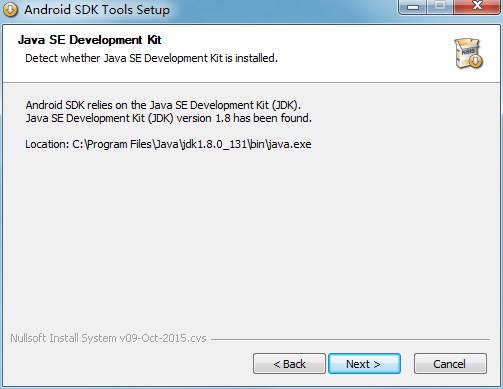 Android SDK Tools Setup
Java SE Development Kit
Detect whether Java SE Development Kit is installed.
Android SDK relies on the Java SE Development Kit (JDK).
Java SE Development Kit (JDK) version 1.8 has been found.
Location: C:\Program Files\Java\jdk1.8.0_131\bin\java.exe
Nullsoft Install System v09-Oct-2015.cvs
< Back
Next >
Cancel